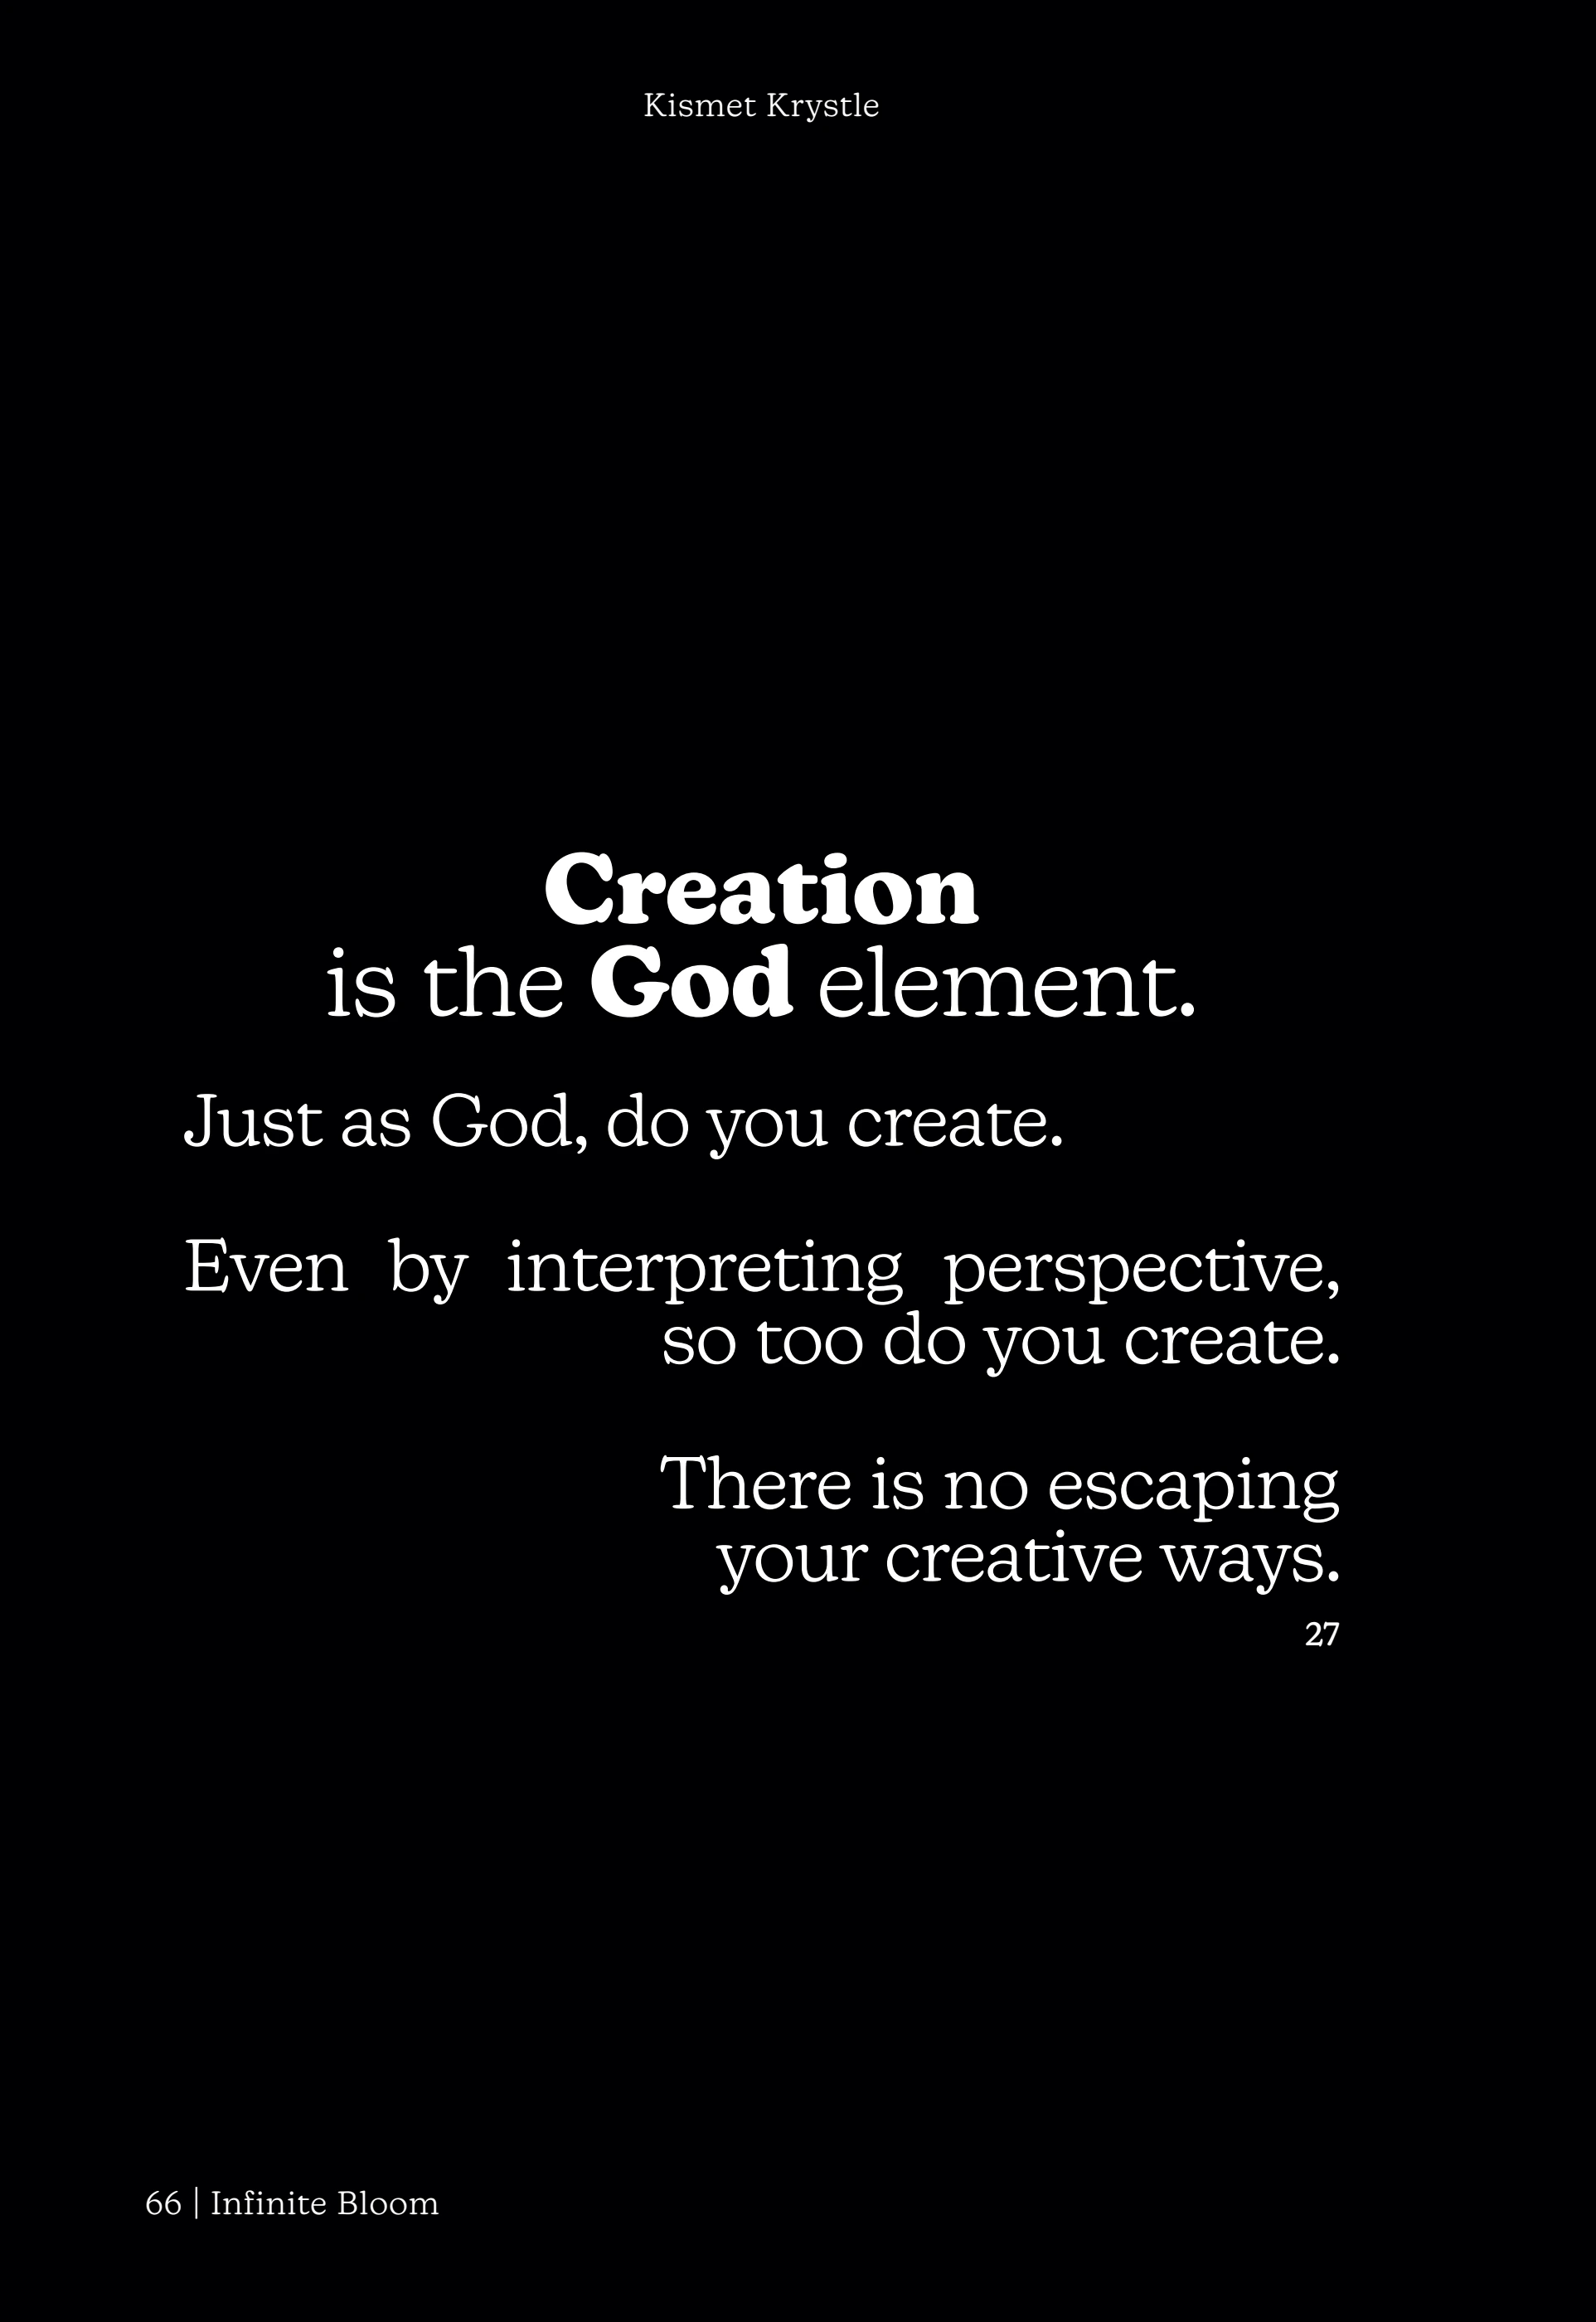 Kismet Krystle
Creation
is the God element.
Just as God, do you create.
Even by interpreting perspective,
so too do you create.
There is no escaping
your creative ways.
27
66 | Infinite Bloom